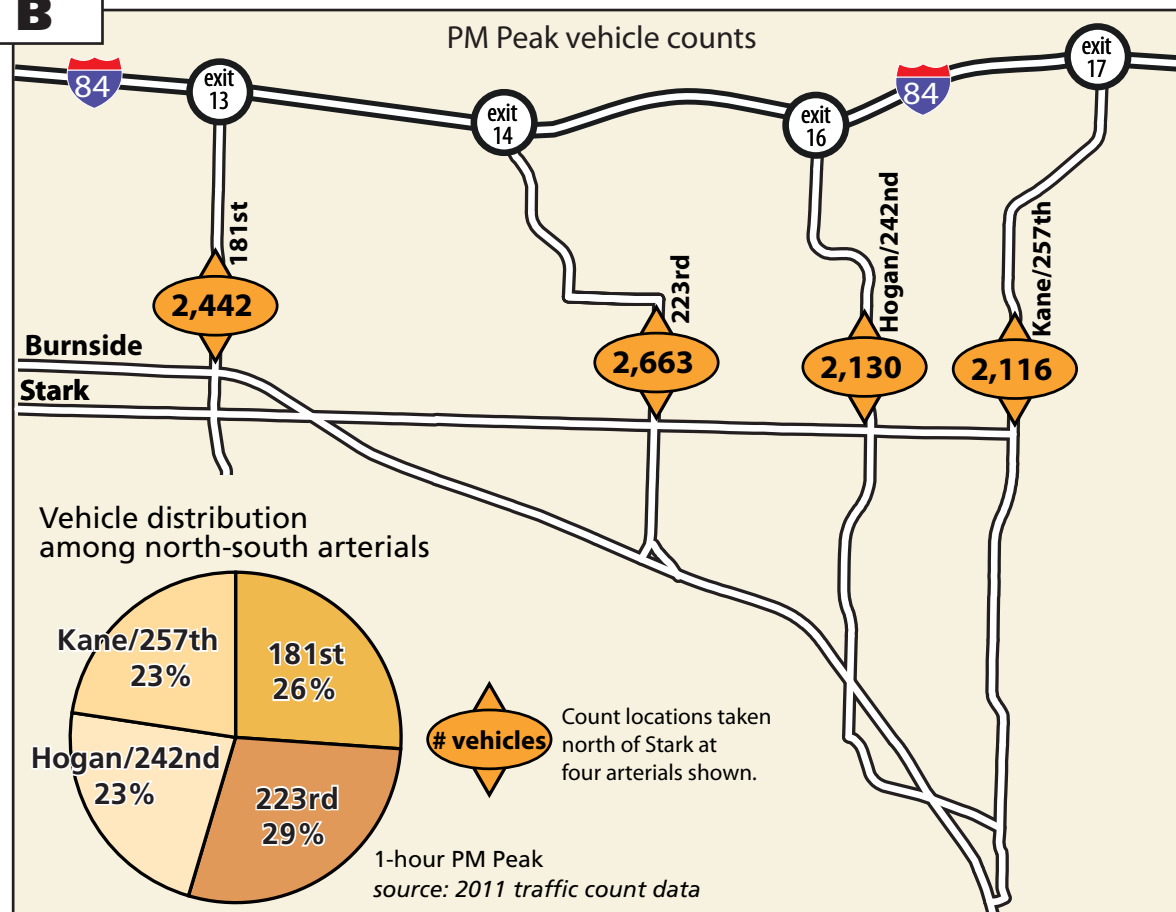 B
PM Peak vehicle counts
84
exit
13
exit
14
exit
16
84
exit
17
181st
223rd
Hogan/242nd
Kane/257th
2,442
2,663
2,130
2,116
Burnside
Stark
Vehicle distribution
among north-south arterials
Kane/257th
23%
181st
26%
Hogan/242nd
23%
223rd
29%
# vehicles
Count locations taken
north of Stark at
four arterials shown.
1-hour PM Peak
source: 2011 traffic count data